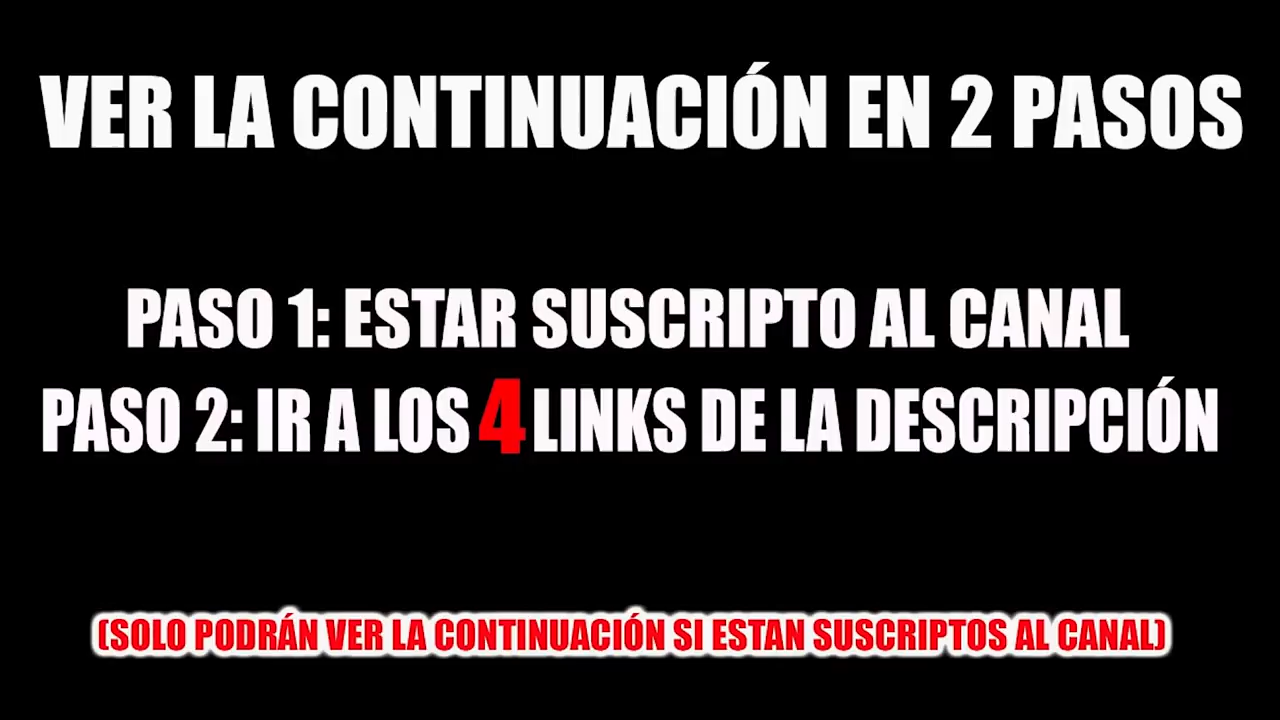 VER LA CONTINUACIÓN EN 2 PASOS
PASO 1: ESTAR SUSCRIPTO AL CANAL
PASO 2: IR A LOS 4 LINKS DE LA DESCRIPCIÓN
(SOLO PODRÁN VER LA CONTINUACIÓN SI ESTAN SUSCRIPTOS AL CANAL)